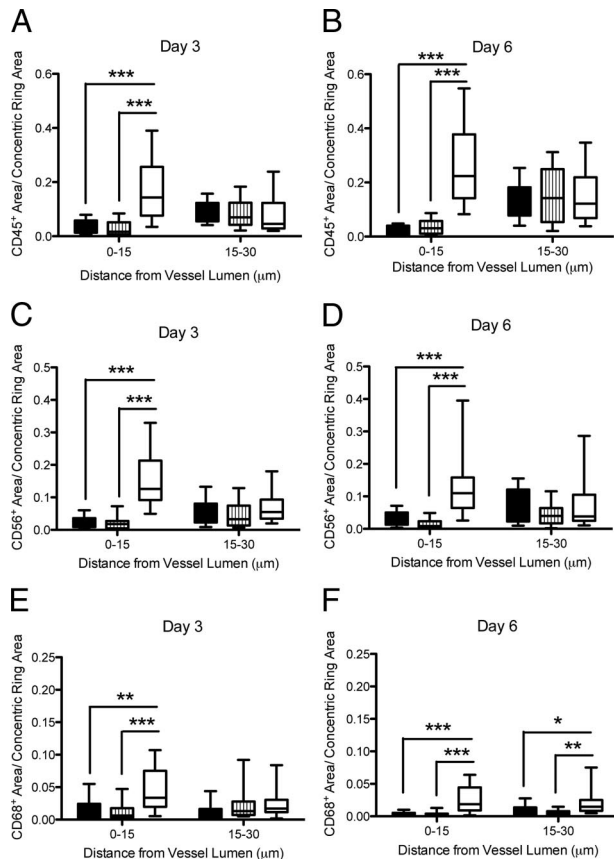 A
Day 3
CD45⁺ Area/ Concentric Ring Area
0.6
0.4
0.2
0.0
***
***
0-15
15-30
Distance from Vessel Lumen (μm)
B
Day 6
CD45⁺ Area/ Concentric Ring Area
0.6
0.4
0.2
0.0
***
***
0-15
15-30
Distance from Vessel Lumen (μm)
C
Day 3
CD56⁺ Area/ Concentric Ring Area
0.5
0.4
0.3
0.2
0.1
0.0
***
***
0-15
15-30
Distance from Vessel Lumen (μm)
D
Day 6
CD56⁺ Area/ Concentric Ring Area
0.5
0.4
0.3
0.2
0.1
0.0
***
***
0-15
15-30
Distance from Vessel Lumen (μm)
E
Day 3
CD68⁺ Area/ Concentric Ring Area
0.25
0.20
0.15
0.10
0.05
0.00
**
***
0-15
15-30
Distance from Vessel Lumen (μm)
F
Day 6
CD68⁺ Area/ Concentric Ring Area
0.25
0.20
0.15
0.10
0.05
0.00
***
***
*
**
0-15
15-30
Distance from Vessel Lumen (μm)